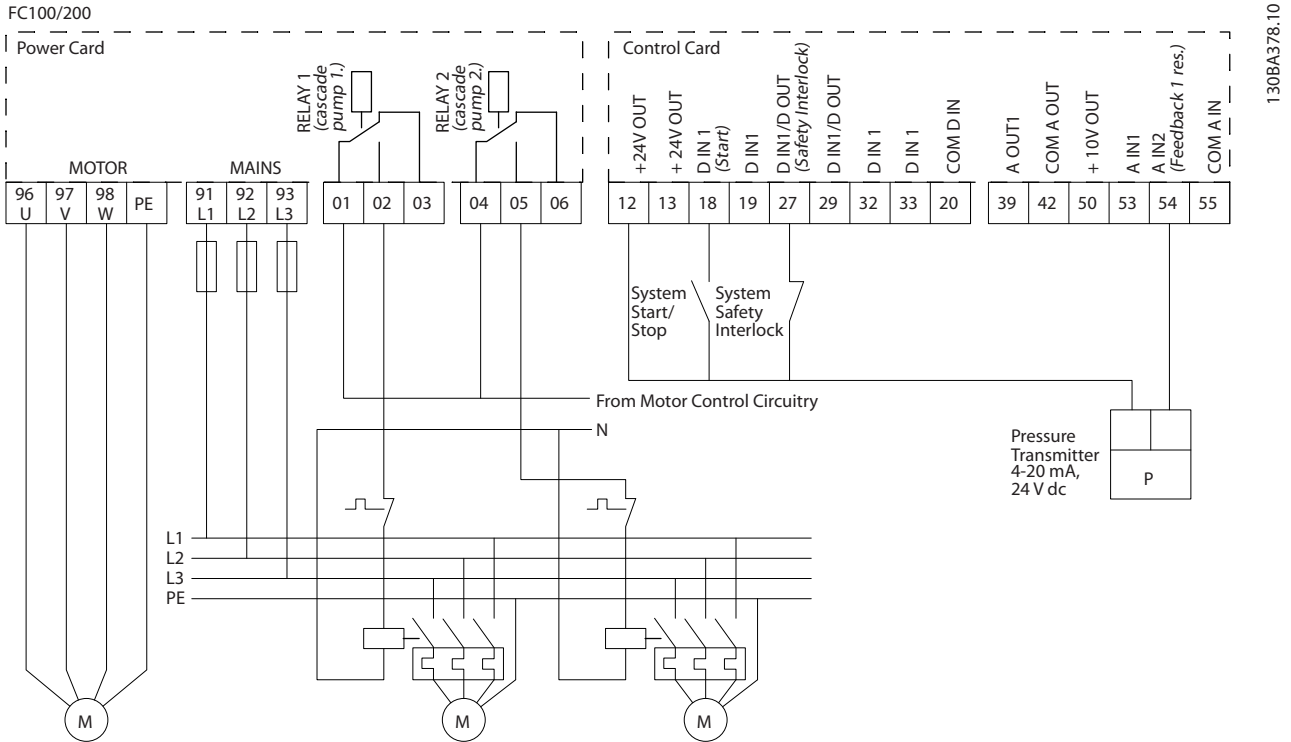 FC100/200
130BA378.10
Power Card
Control Card
RELAY 1
(cascade
pump 1.)
RELAY 2
(cascade
pump 2.)
+24V OUT
+ 24V OUT
D IN 1
(Start)
D IN1
D IN1/D OUT
(Safety Interlock)
D IN1/D OUT
D IN 1
D IN 1
COM D IN
A OUT1
COM A OUT
+ 10V OUT
A IN1
A IN2
(Feedback 1 res.)
COM A IN
MOTOR
MAINS
96
U
97
V
98
W
PE
91
L1
92
L2
93
L3
01
02
03
04
05
06
12
13
18
19
27
29
32
33
20
39
42
50
53
54
55
System
Start/
Stop
System
Safety
Interlock
From Motor Control Circuitry
N
Pressure
Transmitter
4-20 mA,
24 V dc
P
L1
L2
L3
PE
M
M
M